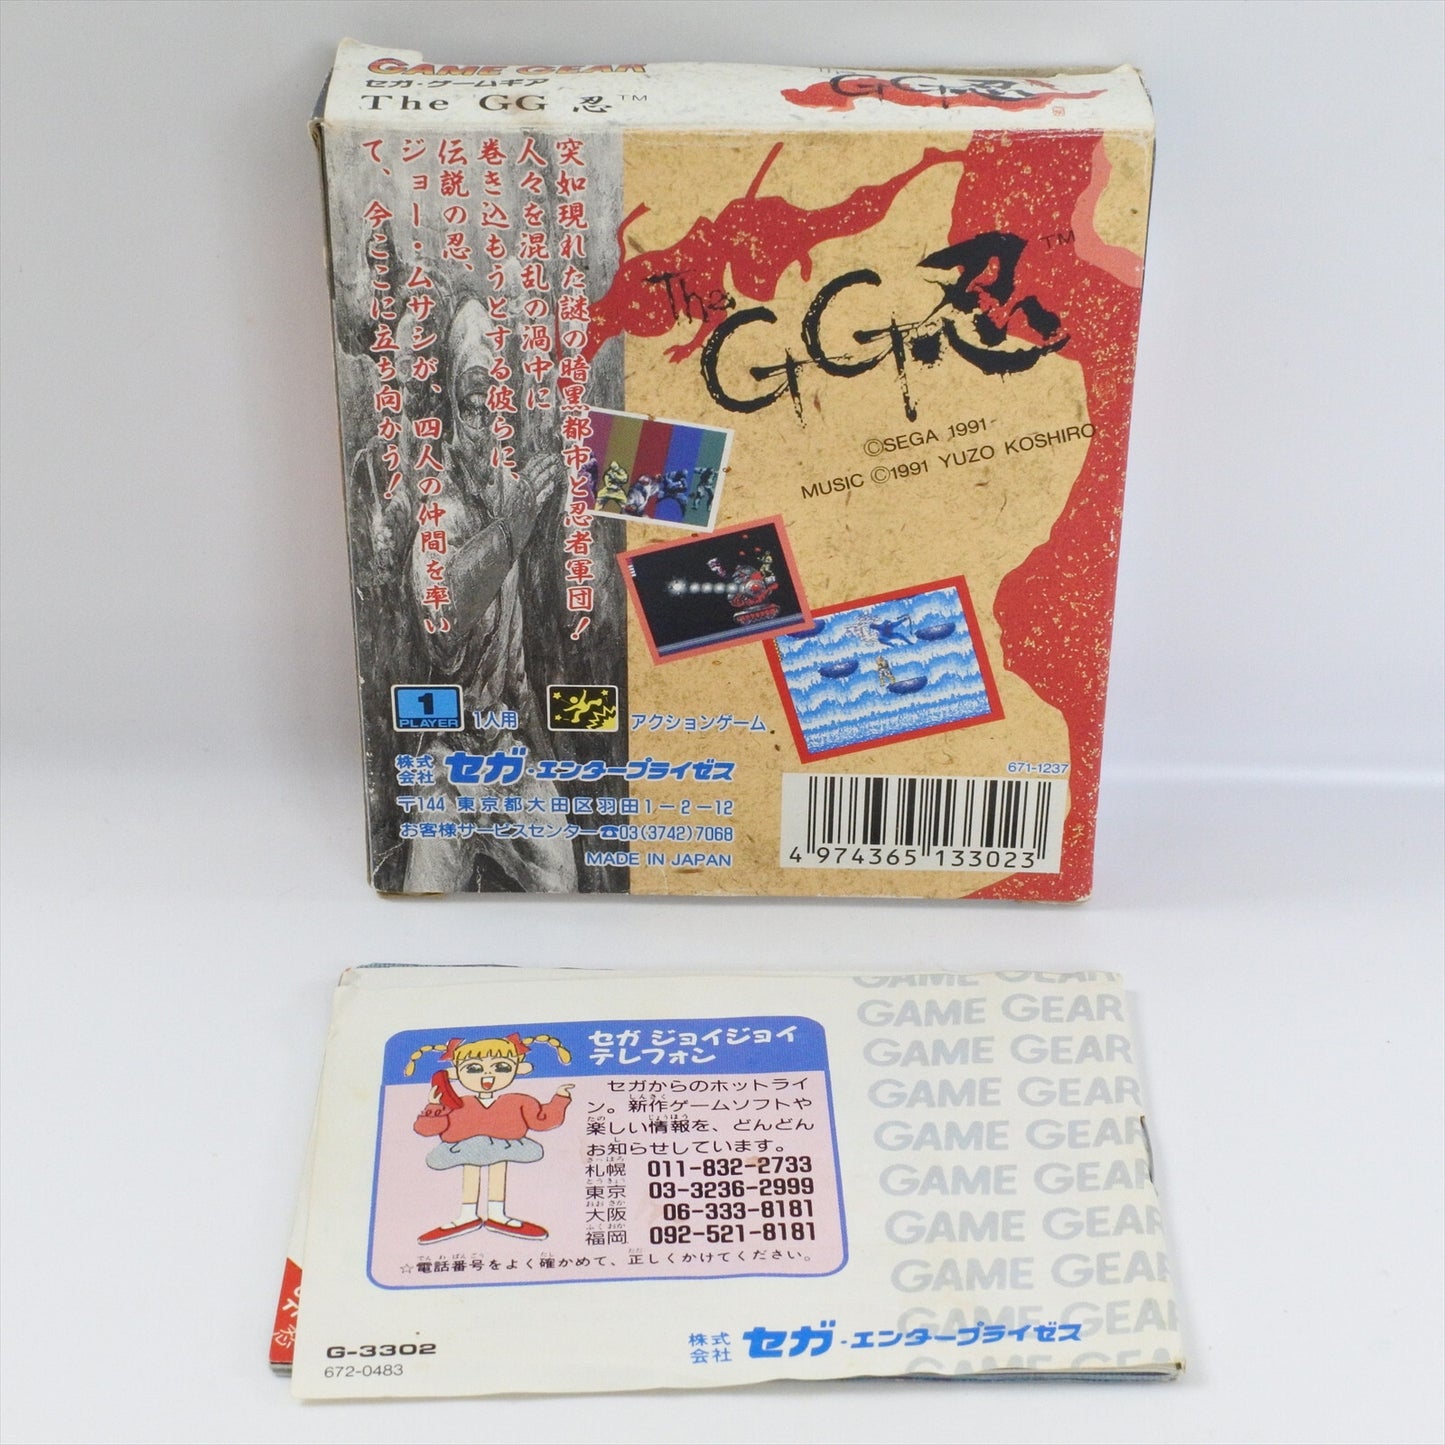 GAME GEAR
セガ・ゲームギア
The GG 忍™
The GG忍
突如現れた謎の暗黒都市と忍者軍団!
人々を混乱の渦中に
巻き込もうとする彼らに、
伝説の忍、
ジョー・ムサシが、四人の仲間を率い
て、今ここに立ち向かう!
The GG忍™
©SEGA 1991
MUSIC ©1991 YUZO KOSHIRO
1 PLAYER 1人用 アクションゲーム
株式会社 セガ・エンタープライゼス
〒144 東京都大田区羽田1-2-12
お客様サービスセンター☎03(3742)7068
MADE IN JAPAN
671-1237
4 974365 133023
セガ ジョイジョイ
テレフォン
セガからのホットライ
ン。新作ゲームソフトや
楽しい情報を、どんどん
お知らせしています。
札幌 011-832-2733
東京 03-3236-2999
大阪 06-333-8181
福岡 092-521-8181
☆電話番号をよく確かめて、正しくかけてください。
GAME GEAR
GAME GEAR
GAME GEAR
GAME GEAR
GAME GEAR
GAME GEAR
GAME GEAR
GAME GEAR
GAME GEAR
GAME GEA
G-3302
672-0483
株式会社 セガ・エンタープライゼス